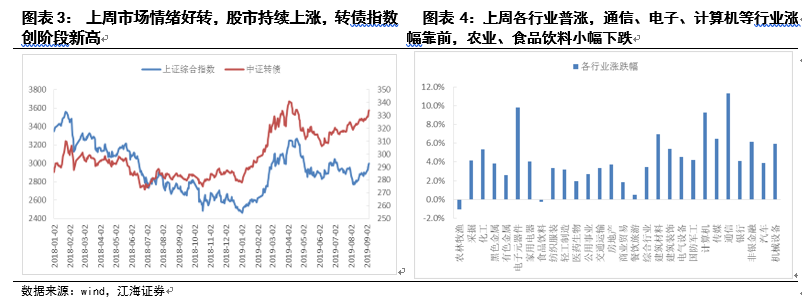 图表 3： 上周市场情绪好转，股市持续上涨，转债指数
创阶段新高
图表 4：上周各行业普涨，通信、电子、计算机等行业涨
幅靠前，农业、食品饮料小幅下跌
上证综合指数 中证转债
3800
3600
3400
3200
3000
2800
2600
2400
350
340
330
320
310
300
290
280
270
260
250
2018-01-02
2018-02-02
2018-03-02
2018-04-02
2018-05-02
2018-06-02
2018-07-02
2018-08-02
2018-09-02
2018-10-02
2018-11-02
2018-12-02
2019-01-02
2019-02-02
2019-03-02
2019-04-02
2019-05-02
2019-06-02
2019-07-02
2019-08-02
2019-09-02
各行业涨跌幅
12.0%
10.0%
8.0%
6.0%
4.0%
2.0%
0.0%
-2.0%
农林牧渔
采掘
化工
黑色金属
有色金属
电子元器件
家用电器
食品饮料
纺织服装
轻工制造
医药生物
公用事业
交通运输
房地产
商业贸易
餐饮旅游
综合行业
建筑材料
建筑装饰
电气设备
国防军工
计算机
传媒
通信
银行
非银金融
汽车
机械设备
数据来源：wind，江海证券